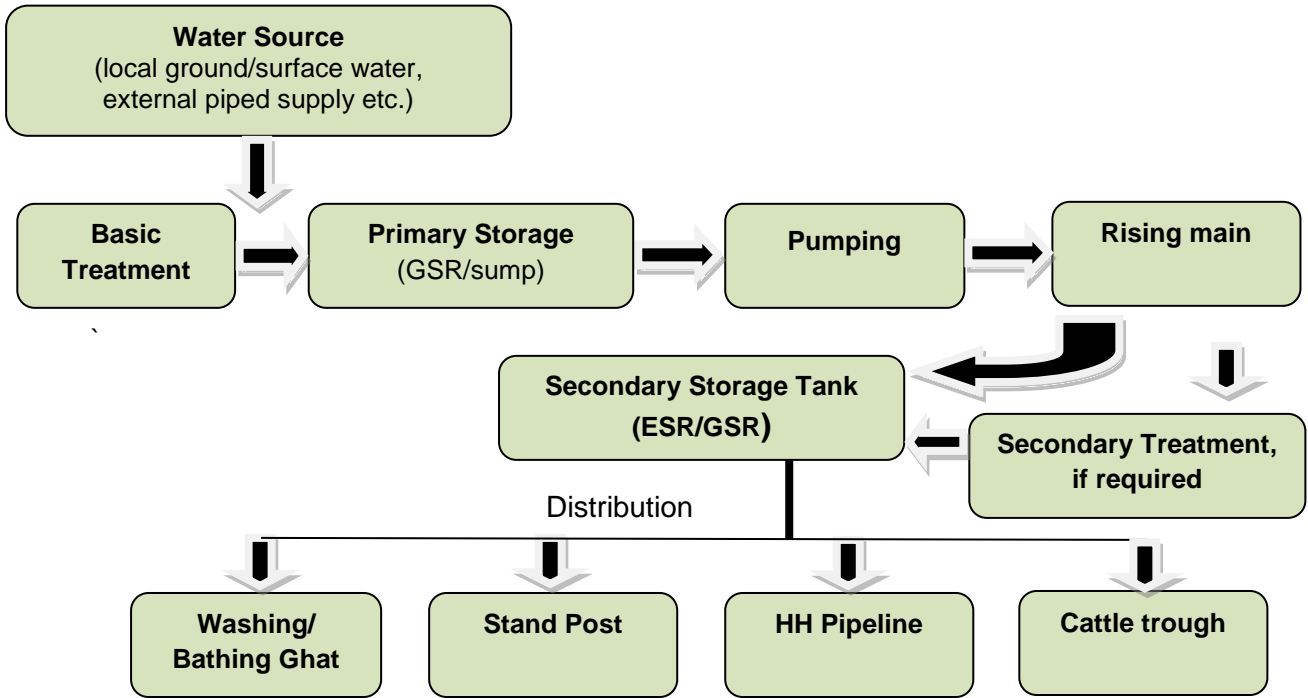 Water Source
(local ground/surface water,
external piped supply etc.)
Basic
Treatment
Primary Storage
(GSR/sump)
Pumping
Rising main
`
Secondary Storage Tank
(ESR/GSR)
Secondary Treatment,
if required
Distribution
Washing/
Bathing Ghat
Stand Post
HH Pipeline
Cattle trough